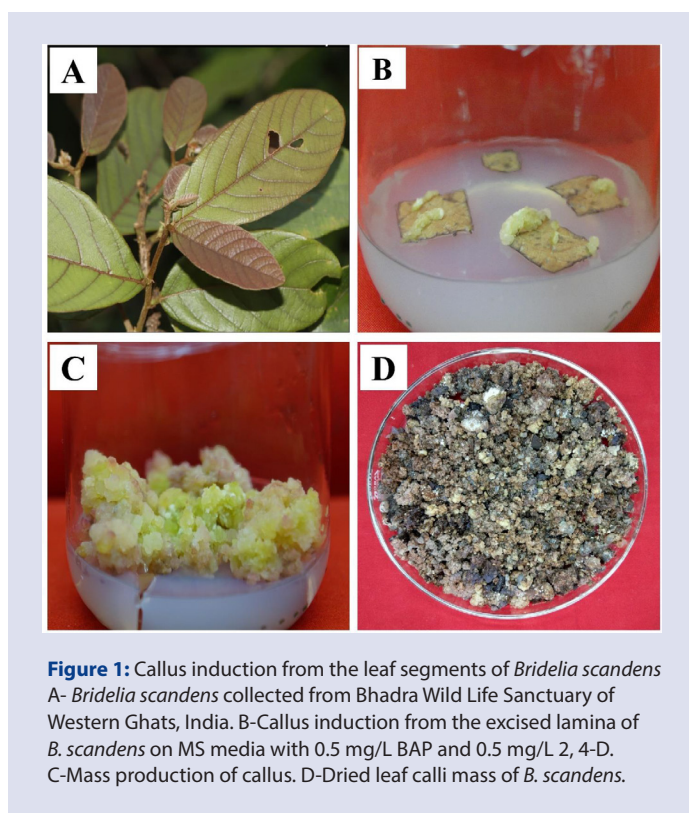 A
B
C
D
Figure 1: Callus induction from the leaf segments of Bridelia scandens
A- Bridelia scandens collected from Bhadra Wild Life Sanctuary of
Western Ghats, India. B-Callus induction from the excised lamina of
B. scandens on MS media with 0.5 mg/L BAP and 0.5 mg/L 2, 4-D.
C-Mass production of callus. D-Dried leaf calli mass of B. scandens.